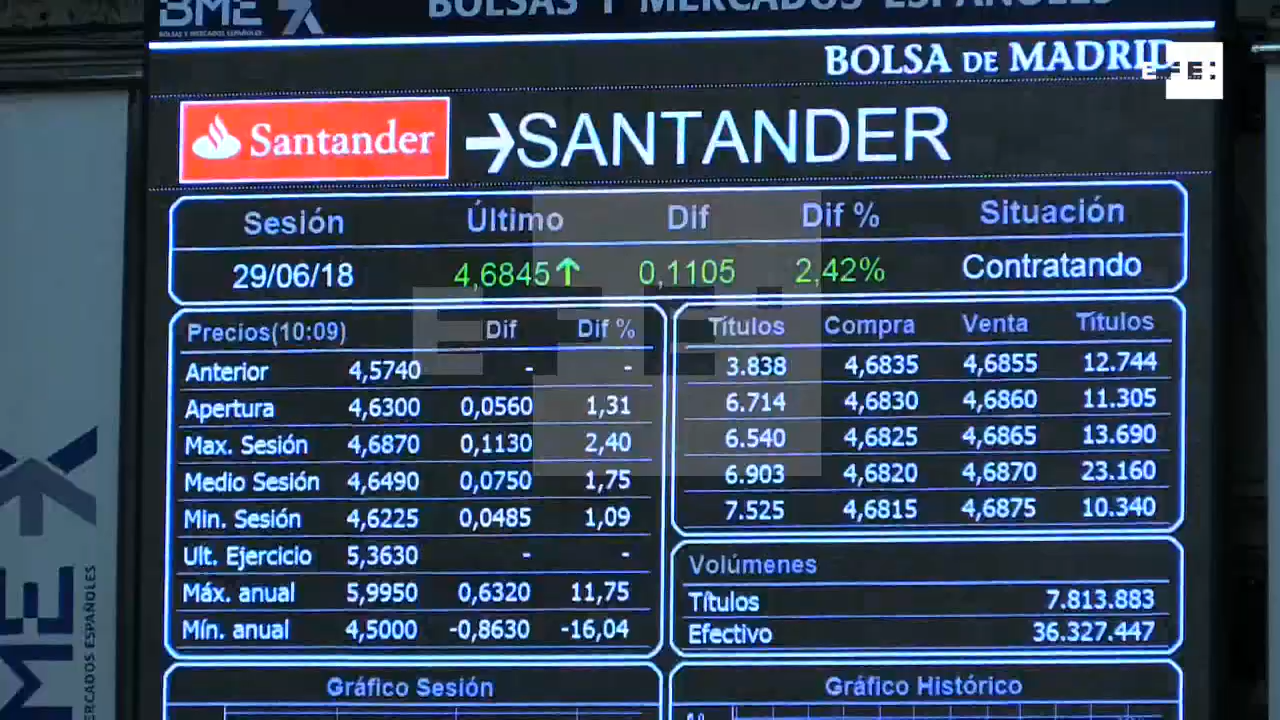 BME X
BOLSAS Y MERCADOS ESPAÑOLES
BOLSAS Y MERCADOS ESPAÑOLES
BOLSA DE MADRID
EFE:
Santander
→SANTANDER
Sesión Último Dif Dif % Situación
29/06/18 4,6845↑ 0,1105 2,42% Contratando
EFE:
Precios(10:09) Dif Dif %
Anterior 4,5740 - -
Apertura 4,6300 0,0560 1,31
Max. Sesión 4,6870 0,1130 2,40
Medio Sesión 4,6490 0,0750 1,75
Min. Sesión 4,6225 0,0485 1,09
Ult. Ejercicio 5,3630 - -
Máx. anual 5,9950 0,6320 11,75
Mín. anual 4,5000 -0,8630 -16,04
Títulos Compra Venta Títulos
3.838 4,6835 4,6855 12.744
6.714 4,6830 4,6860 11.305
6.540 4,6825 4,6865 13.690
6.903 4,6820 4,6870 23.160
7.525 4,6815 4,6875 10.340
Volúmenes
Títulos 7.813.883
Efectivo 36.327.447
Gráfico Sesión
Gráfico Histórico
BME X
MERCADOS ESPAÑOLES